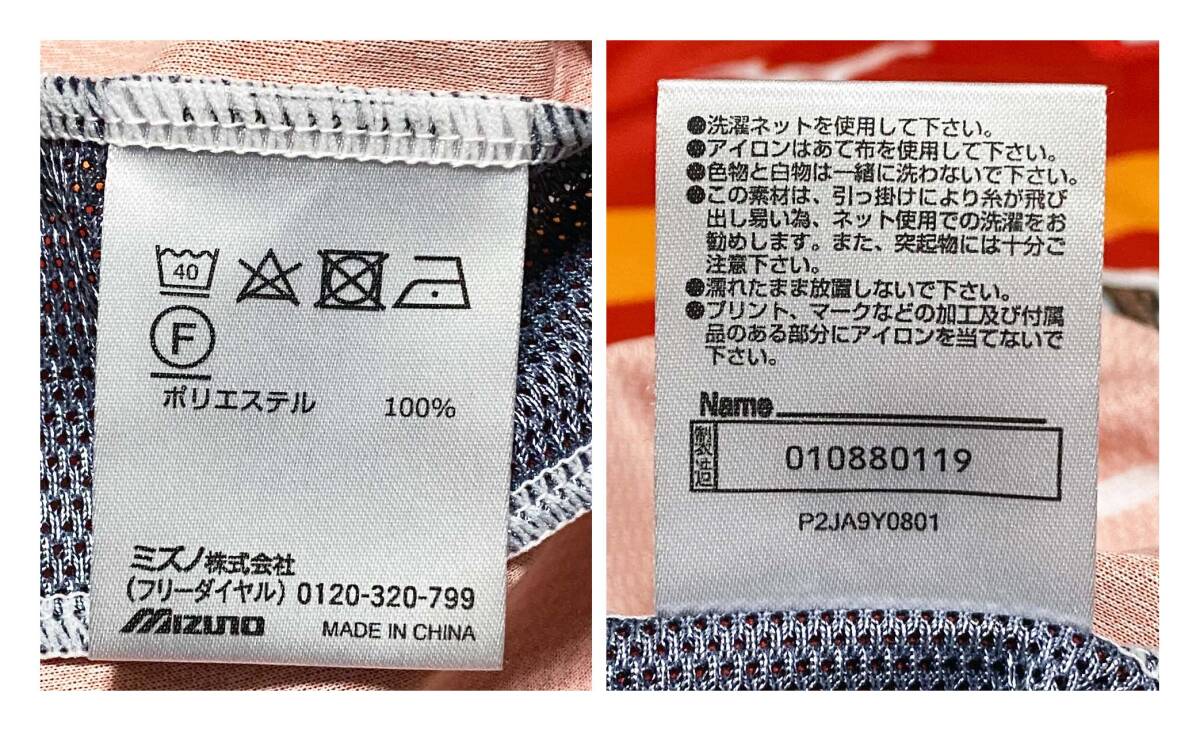 40
F
ポリエステル 100%
ミズノ株式会社
(フリーダイヤル) 0120-320-799
MIZUNO MADE IN CHINA
●洗濯ネットを使用して下さい。
●アイロンはあて布を使用して下さい。
●色物と白物は一緒に洗わないで下さい。
●この素材は、引っ掛けにより糸が飛び
出し易い為、ネット使用での洗濯をお
勧めします。また、突起物には十分ご
注意下さい。
●濡れたまま放置しないで下さい。
●プリント、マークなどの加工及び付属
品のある部分にアイロンを当てないで
下さい。
Name
製造 010880119
P2JA9Y0801